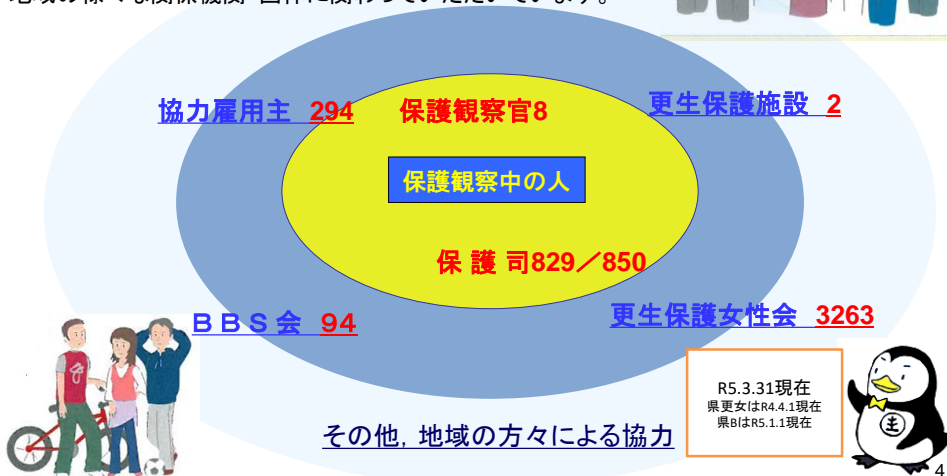 協力雇用主 294
保護観察官8
更生保護施設 2
保護観察中の人
保 護 司829／850
ＢＢＳ会 94
更生保護女性会 3263
R5.3.31現在
県更女はR4.4.1現在
県BはR5.1.1現在
その他，地域の方々による協力
4